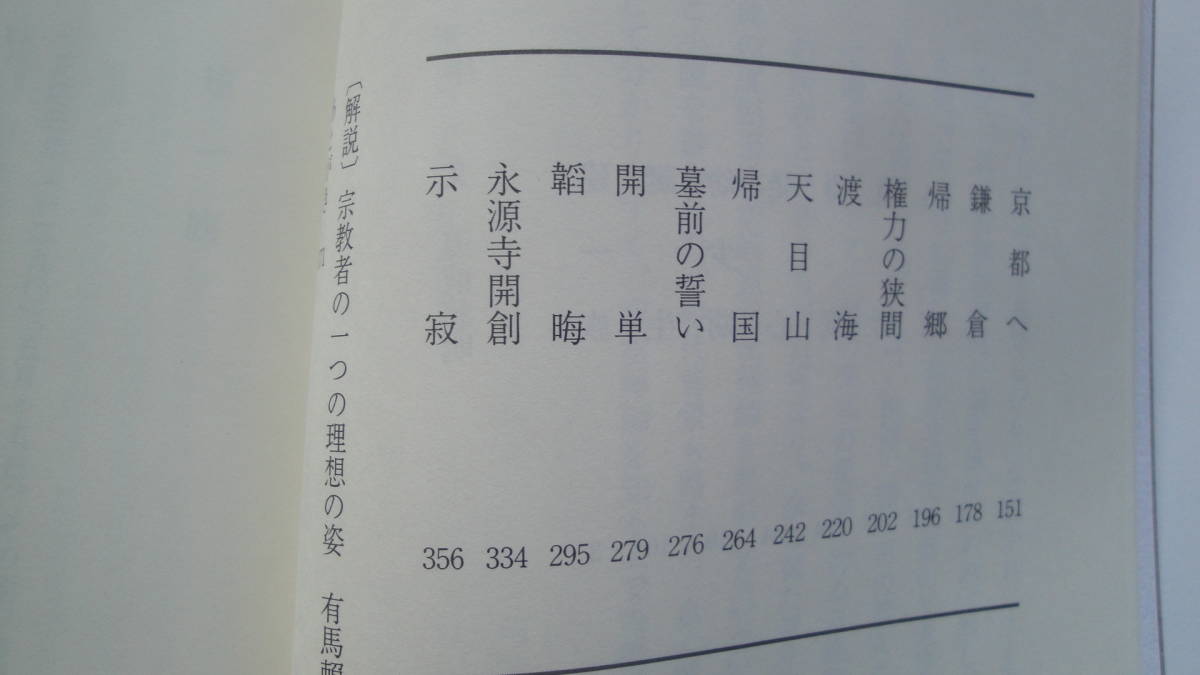 京都へ 151
鎌倉 178
帰郷 196
権力の狭間 202
渡海 220
天目山 242
帰国 264
墓前の誓い 276
開単 279
韜晦 295
永源寺開創 334
示寂 356
〔解説〕宗教者の一つの理想の姿 有馬頼